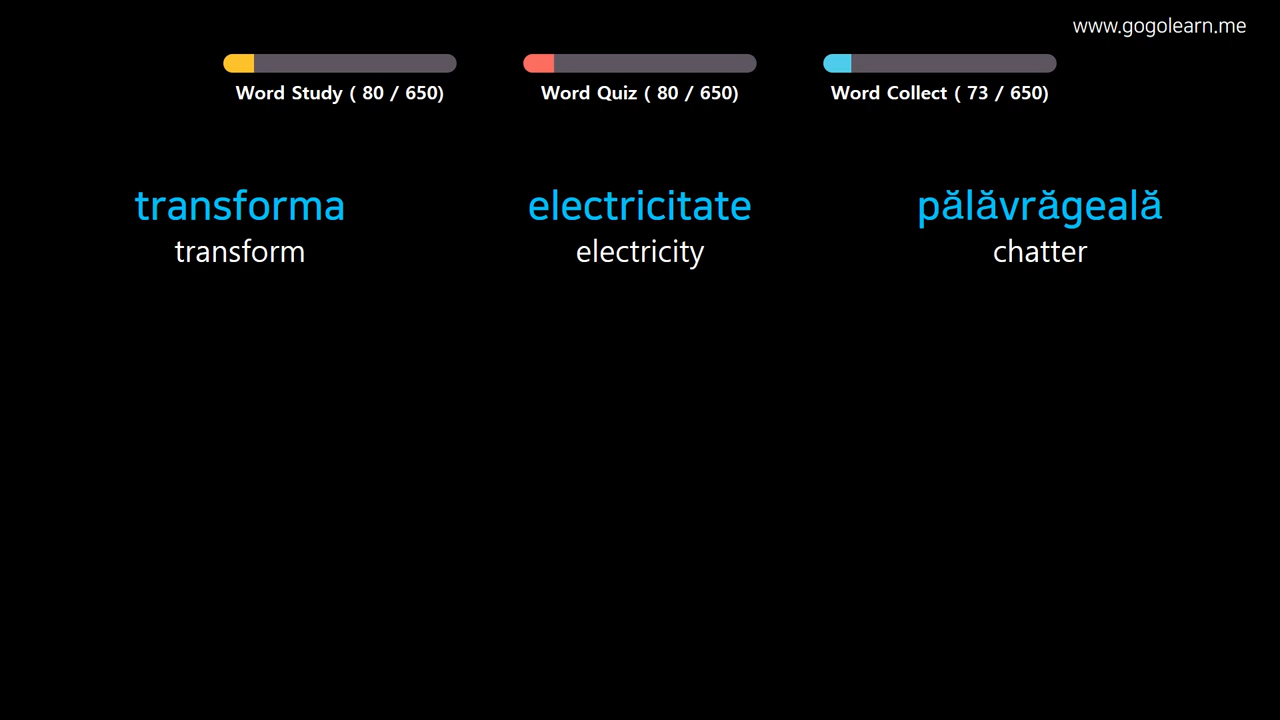 www.gogolearn.me
Word Study ( 80 / 650)
Word Quiz ( 80 / 650)
Word Collect ( 73 / 650)
transforma
transform
electricitate
electricity
pălăvrăgeală
chatter